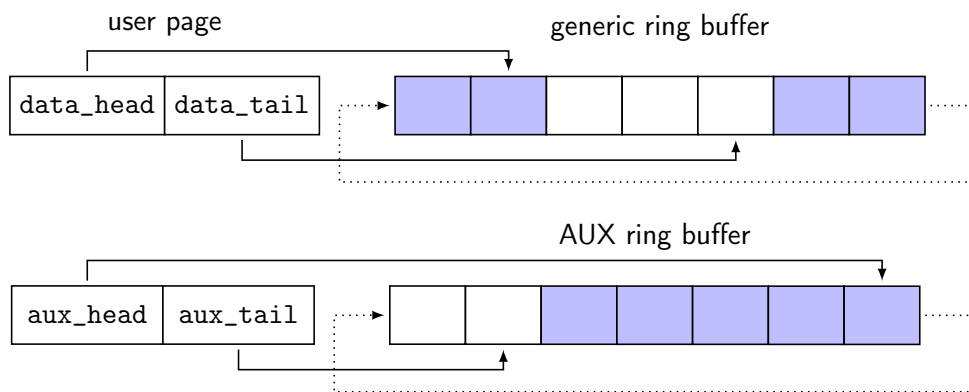 user page
generic ring buffer
data_head data_tail
AUX ring buffer
aux_head aux_tail